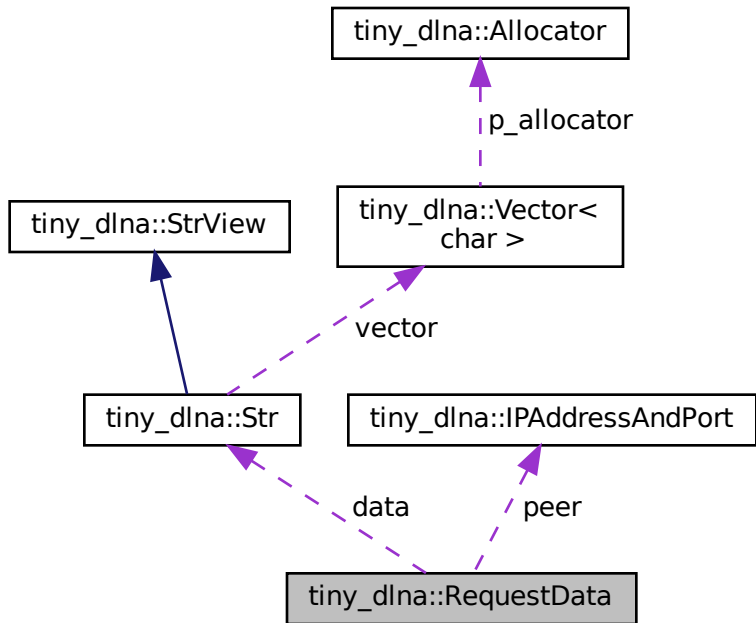 tiny_dlna::Allocator
p_allocator
tiny_dlna::StrView
tiny_dlna::Vector<
char >
vector
tiny_dlna::Str
tiny_dlna::IPAddressAndPort
data
peer
tiny_dlna::RequestData